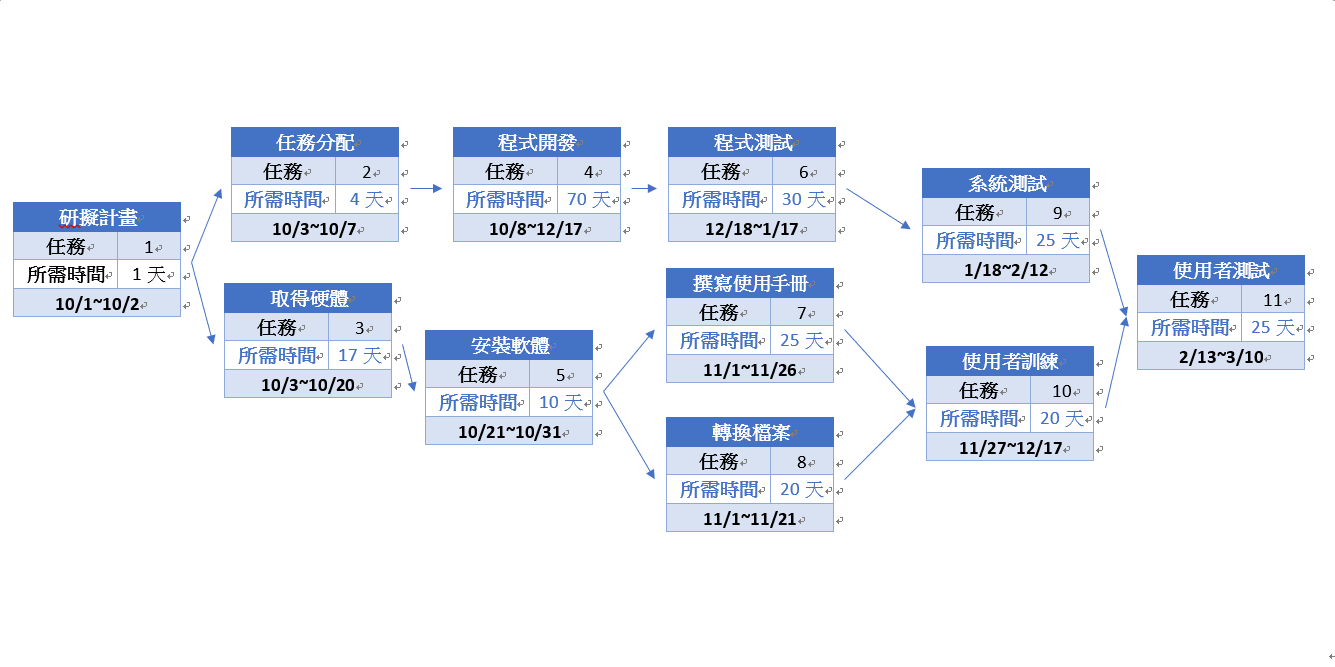 研擬計畫
任務 1
所需時間 1 天
10/1~10/2
任務分配
任務 2
所需時間 4 天
10/3~10/7
取得硬體
任務 3
所需時間 17 天
10/3~10/20
程式開發
任務 4
所需時間 70 天
10/8~12/17
安裝軟體
任務 5
所需時間 10 天
10/21~10/31
程式測試
任務 6
所需時間 30 天
12/18~1/17
撰寫使用手冊
任務 7
所需時間 25 天
11/1~11/26
轉換檔案
任務 8
所需時間 20 天
11/1~11/21
系統測試
任務 9
所需時間 25 天
1/18~2/12
使用者訓練
任務 10
所需時間 20 天
11/27~12/17
使用者測試
任務 11
所需時間 25 天
2/13~3/10